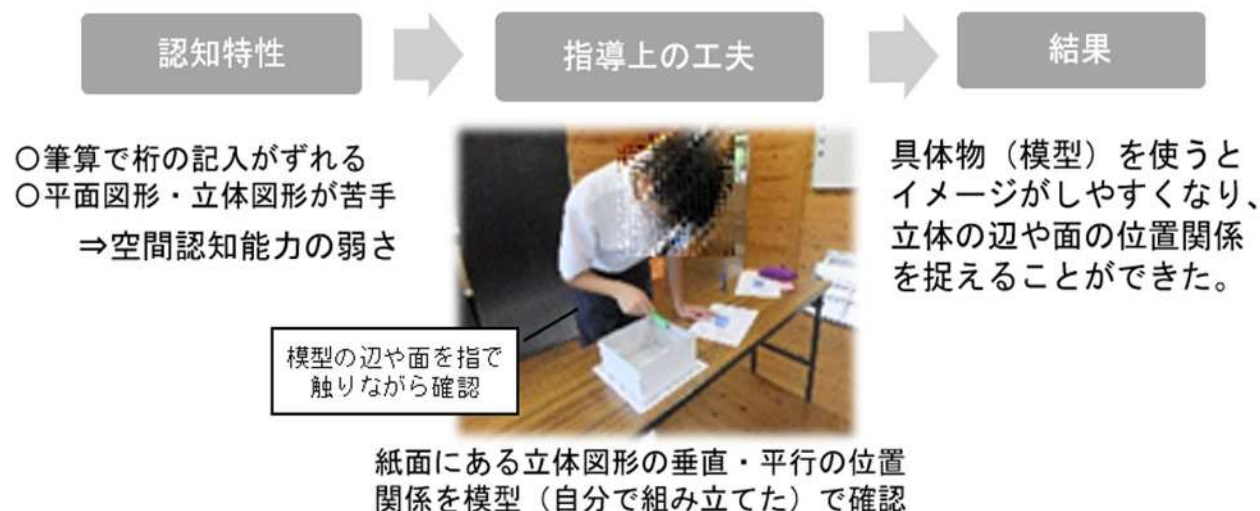 認知特性
指導上の工夫
結果
○筆算で桁の記入がずれる
○平面図形・立体図形が苦手
⇒空間認知能力の弱さ
模型の辺や面を指で
触りながら確認
紙面にある立体図形の垂直・平行の位置
関係を模型（自分で組み立てた）で確認
具体物（模型）を使うと
イメージがしやすくなり、
立体の辺や面の位置関係
を捉えることができた。